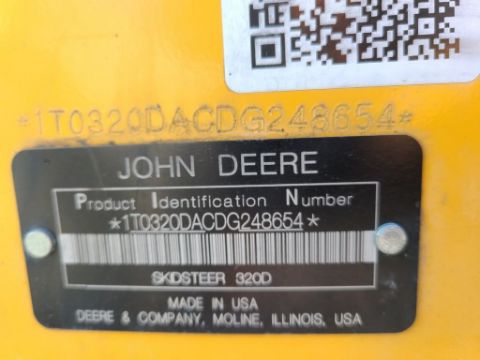 *1T0320DACDG248654*
JOHN DEERE
Product Identification Number
*1T0320DACDG248654*
SKIDSTEER 320D
MADE IN USA
DEERE & COMPANY, MOLINE, ILLINOIS, USA